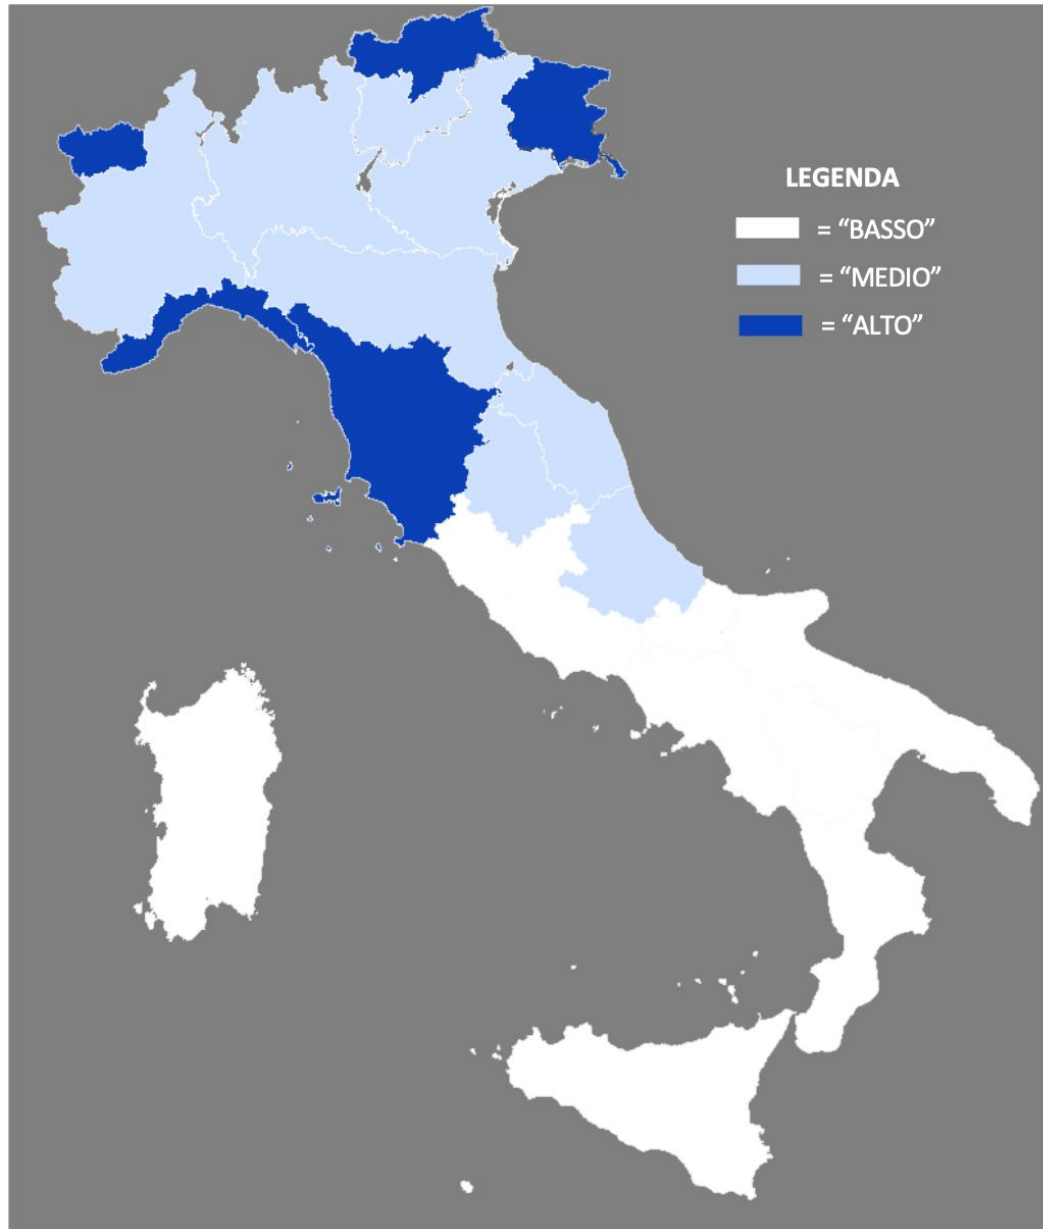 LEGENDA
= “BASSO”
= “MEDIO”
= “ALTO”